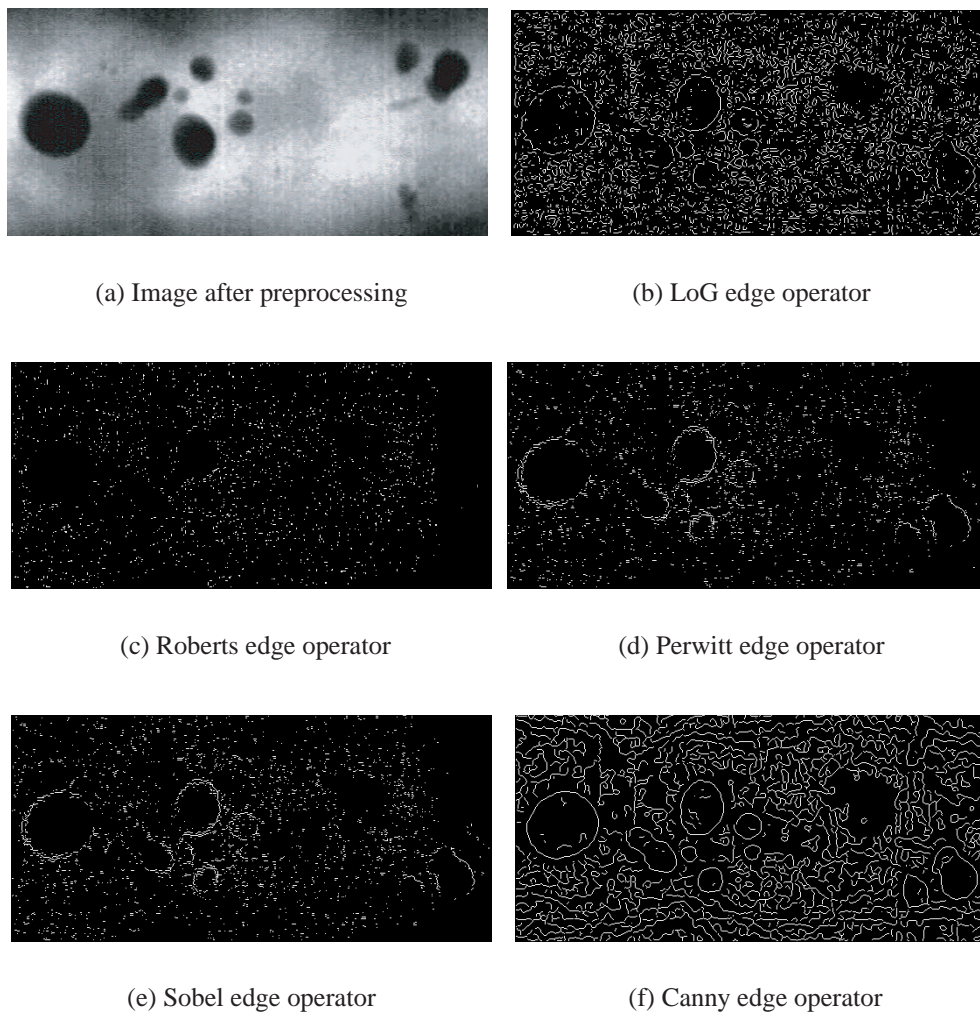 (a) Image after preprocessing
(b) LoG edge operator
(c) Roberts edge operator
(d) Perwitt edge operator
(e) Sobel edge operator
(f) Canny edge operator